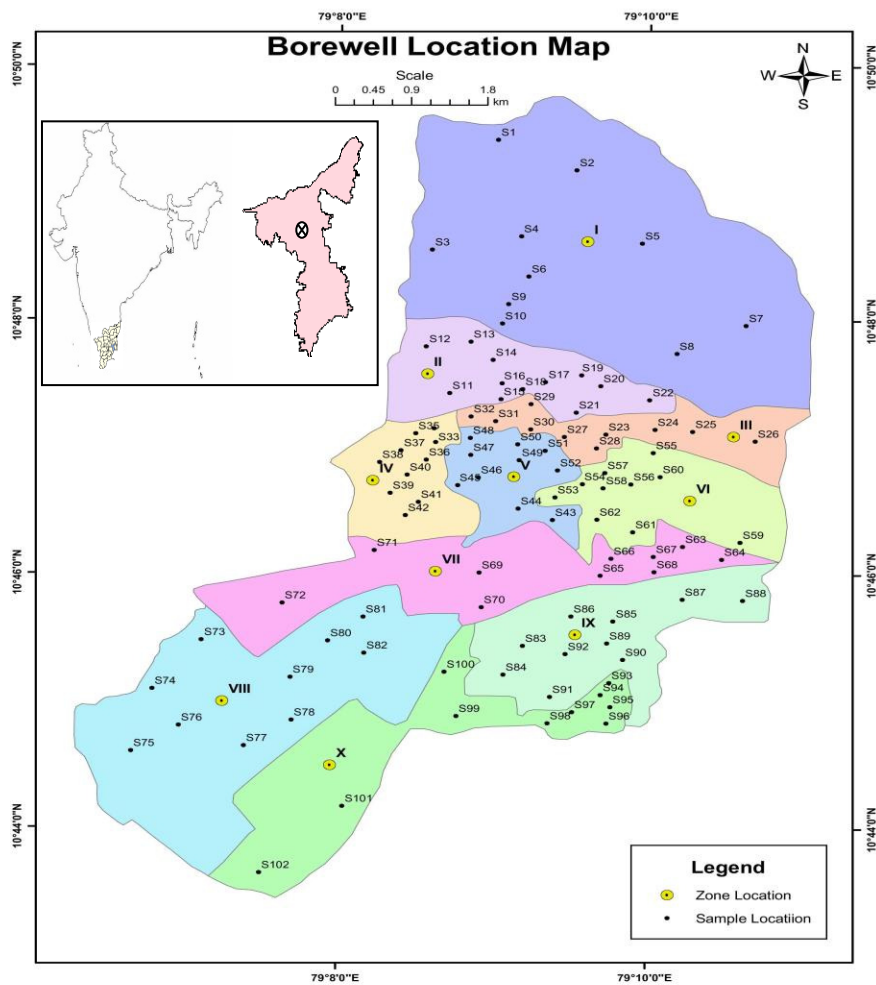 79°8'0"E
79°10'0"E
Borewell Location Map
10°50'0"N
10°50'0"N
Scale
0 0.45 0.9 1.8
km
N
W E
S
S1
S2
I
S4
S3
S5
S6
S9
S10
S7
S8
10°48'0"N
10°48'0"N
S13
S12
S14
II
S19
S16
S18
S17
S20
S11
S15
S29
S22
S21
S32
S31
S30
S27
S23
S24
S25
III
S26
S35
S33
S48
S50
S51
S28
S55
S37
S36
S47
S49
S38
IV
S40
S46
V
S52
S57
S60
S45
S54
S58
S56
VI
S39
S41
S53
S42
S44
S43
S62
S61
S71
S63
S59
10°46'0"N
10°46'0"N
VII
S69
S66
S67
S64
S65
S68
S72
S70
S87
S88
S81
S86
S85
S73
S80
IX
S83
S89
S82
S92
S90
S79
S100
S84
S74
S93
VIII
S91
S94
S95
S76
S78
S99
S98
S97
S96
S75
S77
X
S101
10°44'0"N
10°44'0"N
S102
Legend
Zone Location
Sample Locatiion
79°8'0"E
79°10'0"E